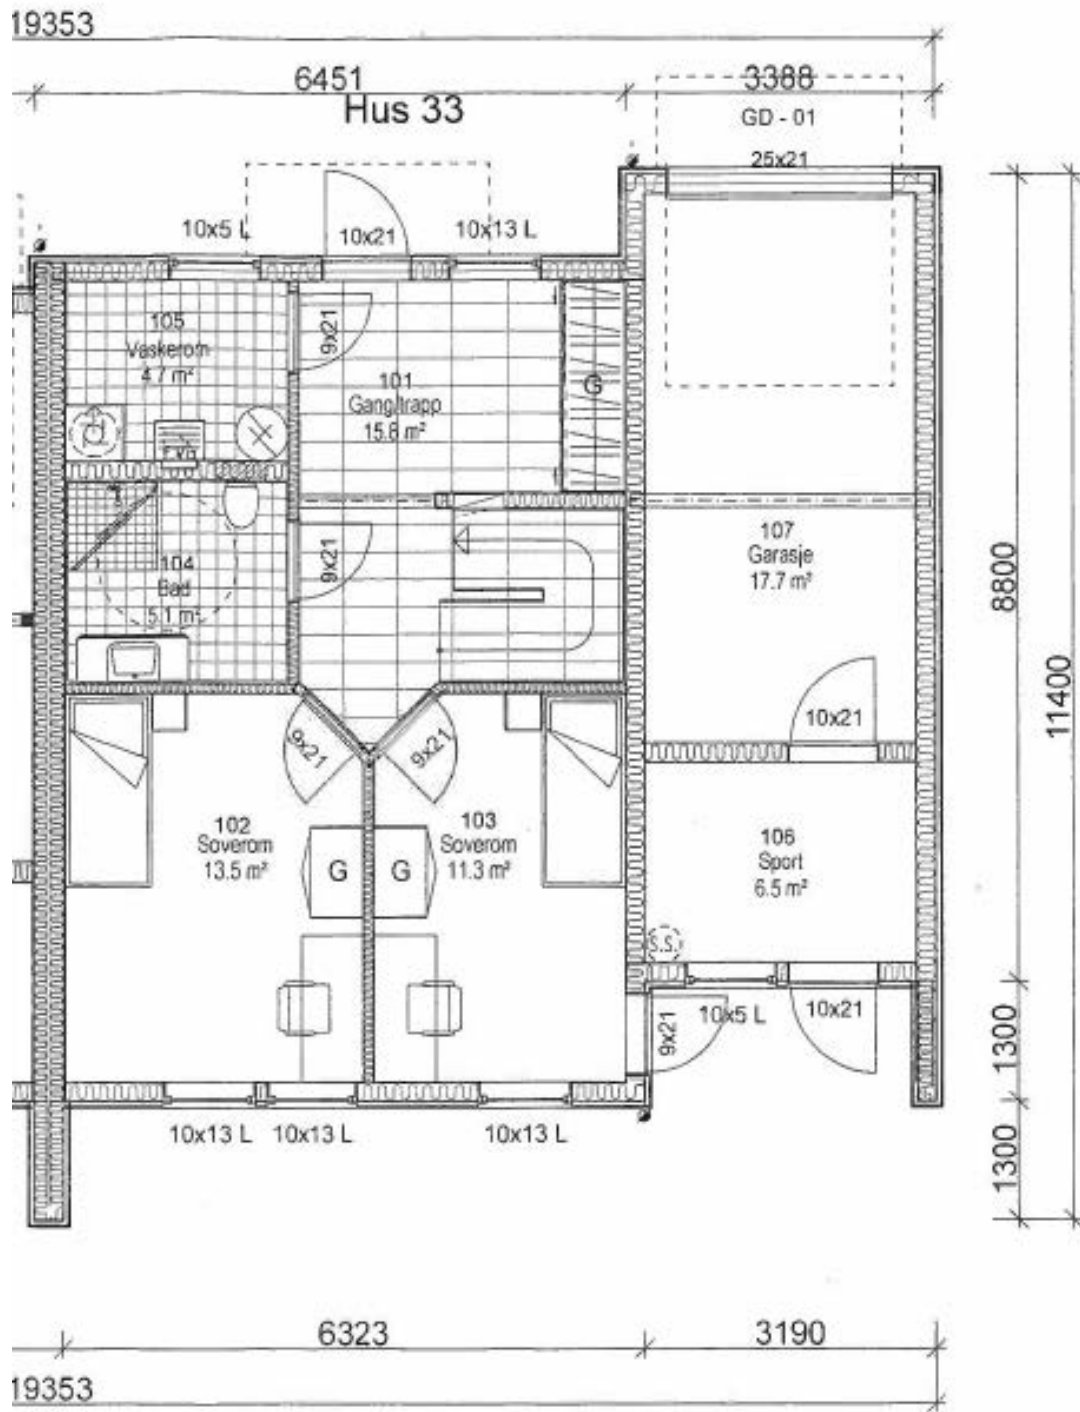 19353
6451
3388
Hus 33
GD - 01
25x21
10x5 L
10x21
10x13 L
105
Vaskerom
4.7 m²
9x21
101
Gang/trapp
15.8 m²
G
104
Bad
5.1 m²
9x21
107
Garasje
17.7 m²
8800
11400
10x21
9x21
9x21
102
Soverom
13.5 m²
G
G
103
Soverom
11.3 m²
106
Sport
6.5 m²
S.S.
9x21
10x5 L
10x21
1300
1300
10x13 L
10x13 L
10x13 L
6323
3190
19353